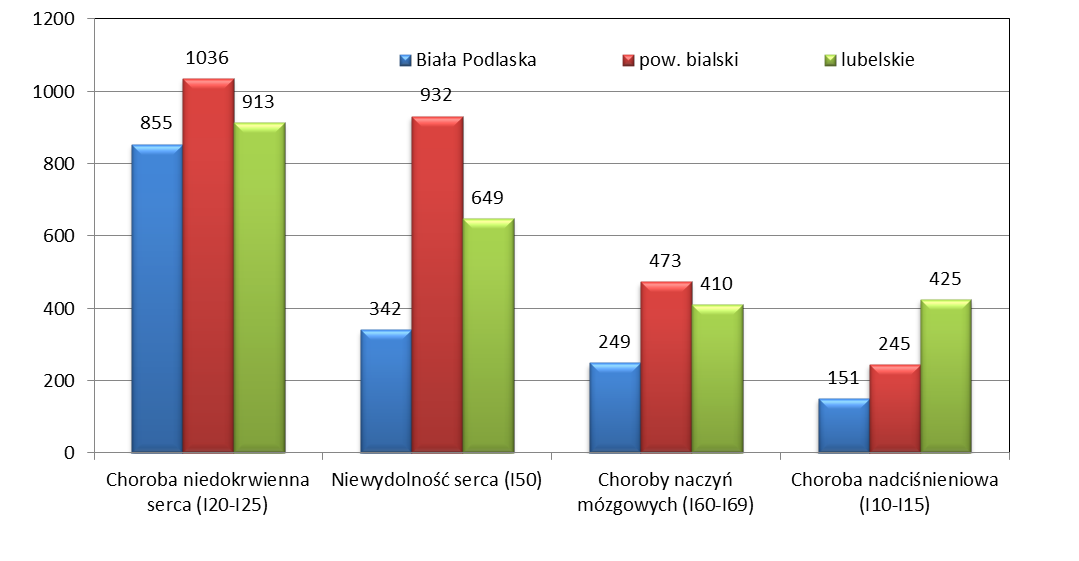 1200
1000
800
600
400
200
0
Biała Podlaska pow. bialski lubelskie
855 1036 913
342 932 649
249 473 410
151 245 425
Choroba niedokrwienna
serca (I20-I25)
Niewydolność serca (I50)
Choroby naczyń
mózgowych (I60-I69)
Choroba nadciśnieniowa
(I10-I15)